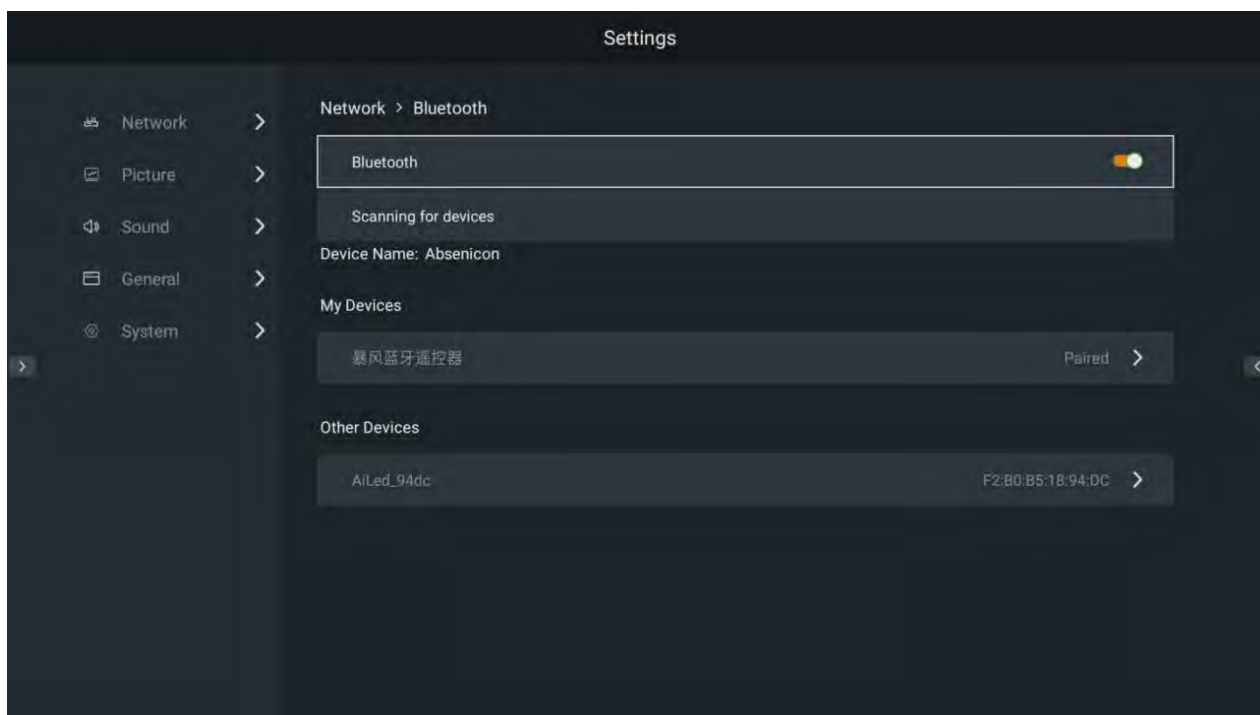 Settings
Network
Picture
Sound
General
System
Network > Bluetooth
Bluetooth
Scanning for devices
Device Name: Absenicon
My Devices
暴风蓝牙遥控器 Paired
Other Devices
AiLed_94dc F2:B0:B5:18:94:DC